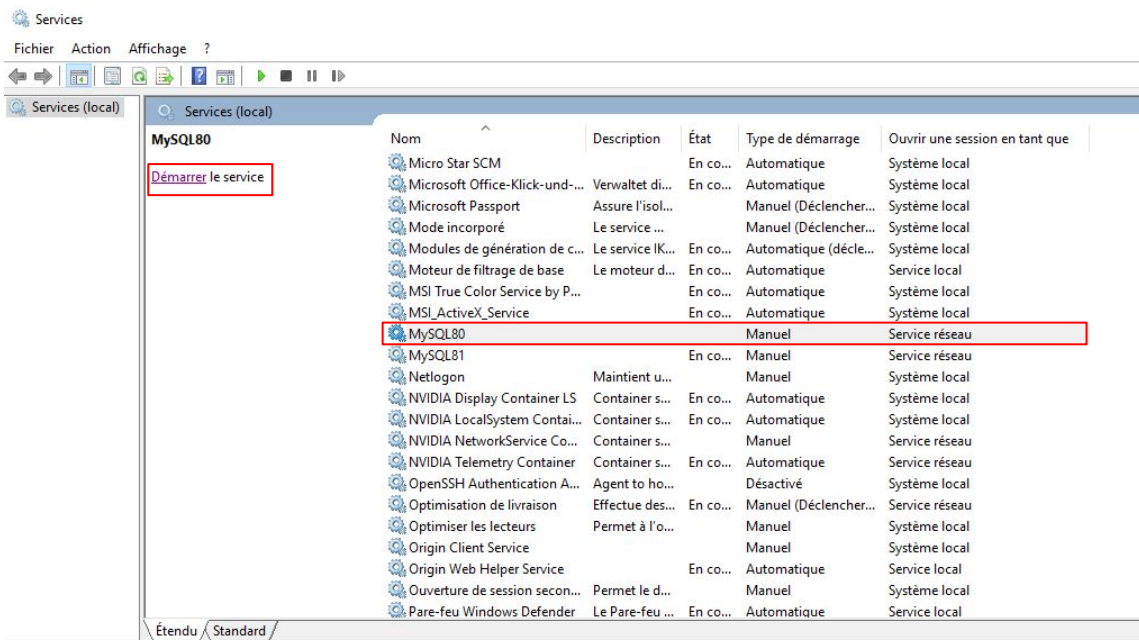 Services
Fichier Action Affichage ?
Services (local)
Services (local)
MySQL80
Démarrer le service
Nom Description État Type de démarrage Ouvrir une session en tant que
Micro Star SCM En co... Automatique Système local
Microsoft Office-Klick-und-... Verwaltet di... En co... Automatique Système local
Microsoft Passport Assure l'isol... Manuel (Déclencher... Système local
Mode incorporé Le service ... Manuel (Déclencher... Système local
Modules de génération de c... Le service IK... En co... Automatique (décle... Système local
Moteur de filtrage de base Le moteur d... En co... Automatique Service local
MSI True Color Service by P... En co... Automatique Système local
MSI_ActiveX_Service En co... Automatique Système local
MySQL80 Manuel Service réseau
MySQL81 En co... Manuel Service réseau
Netlogon Maintient u... Manuel Système local
NVIDIA Display Container LS Container s... En co... Automatique Système local
NVIDIA LocalSystem Contai... Container s... En co... Automatique Système local
NVIDIA NetworkService Co... Container s... Manuel Service réseau
NVIDIA Telemetry Container Container s... En co... Automatique Service réseau
OpenSSH Authentication A... Agent to ho... Désactivé Système local
Optimisation de livraison Effectue des... En co... Manuel (Déclencher... Service réseau
Optimiser les lecteurs Permet à l'o... Manuel Système local
Origin Client Service Manuel Système local
Origin Web Helper Service En co... Automatique Service local
Ouverture de session secon... Permet le d... Manuel Système local
Pare-feu Windows Defender Le Pare-feu ... En co... Automatique Service local
Étendu Standard